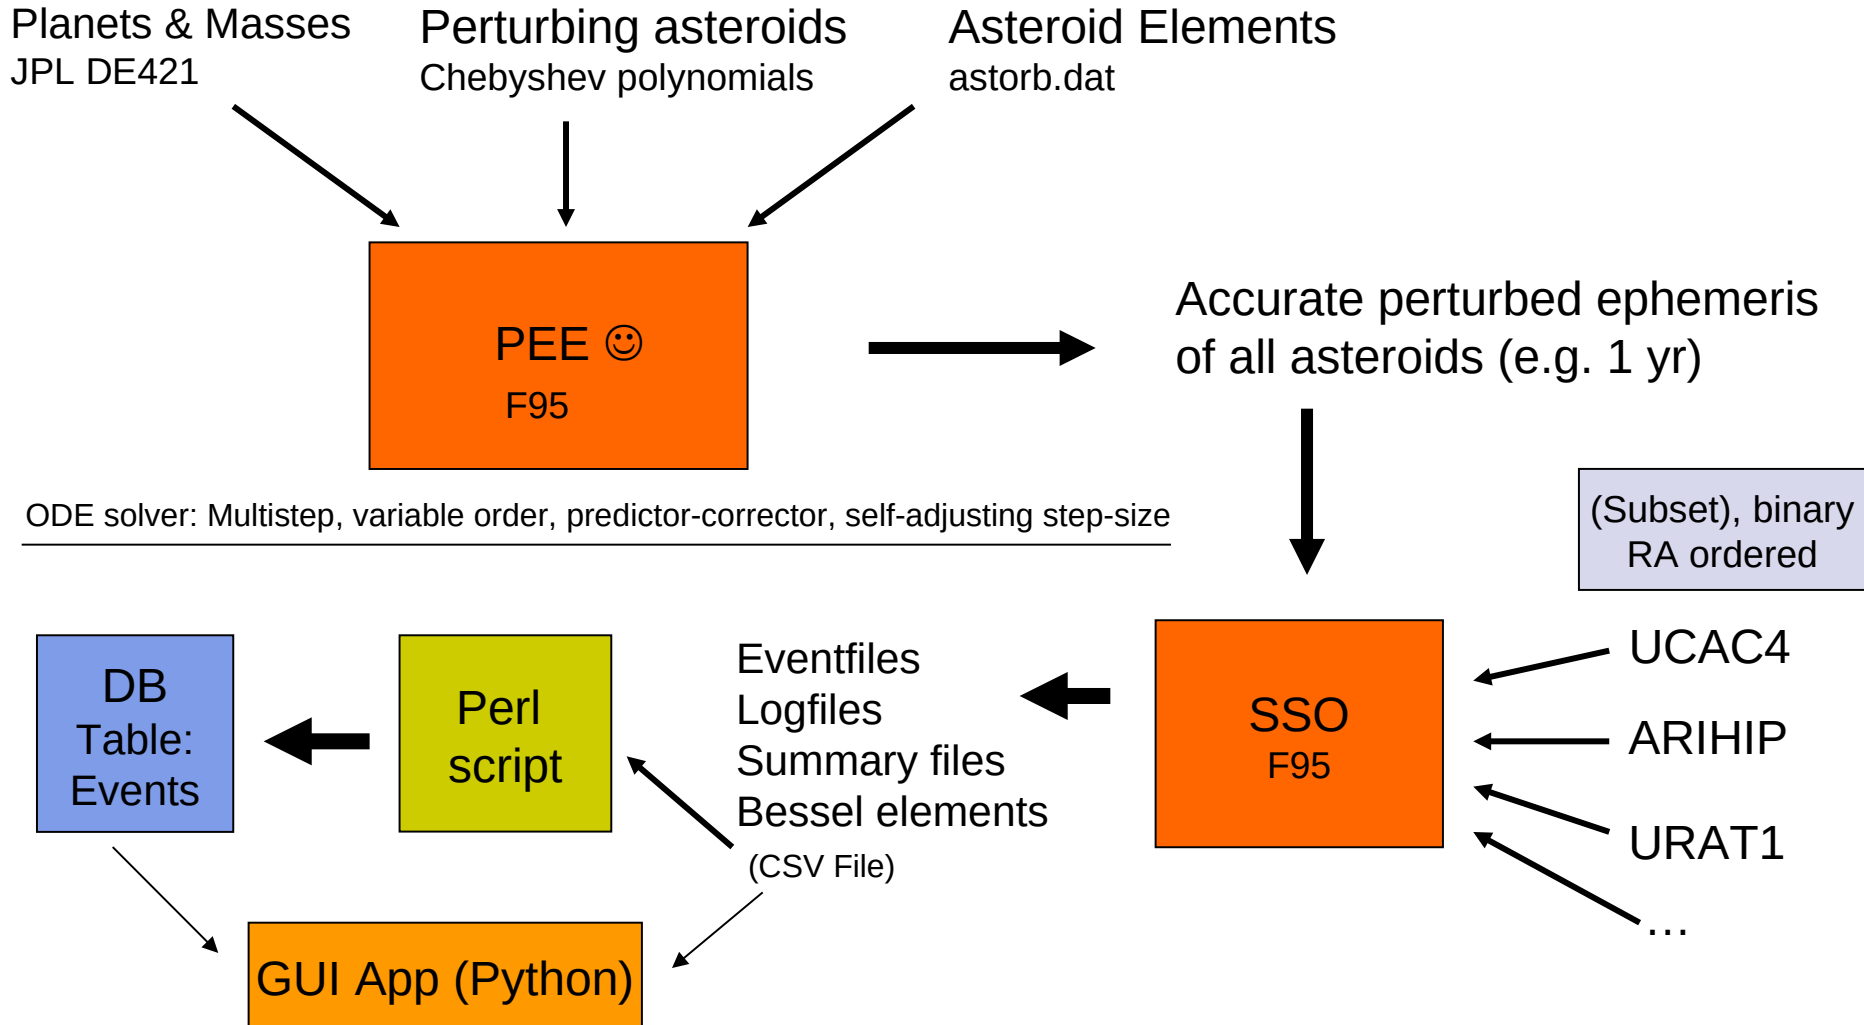 Planets & Masses
JPL DE421
Perturbing asteroids
Chebyshev polynomials
Asteroid Elements
astorb.dat
PEE ☺
F95
Accurate perturbed ephemeris
of all asteroids (e.g. 1 yr)
ODE solver: Multistep, variable order, predictor-corrector, self-adjusting step-size
(Subset), binary
RA ordered
DB
Table:
Events
Perl
script
Eventfiles
Logfiles
Summary files
Bessel elements
(CSV File)
SSO
F95
UCAC4
ARIHIP
URAT1
…
GUI App (Python)